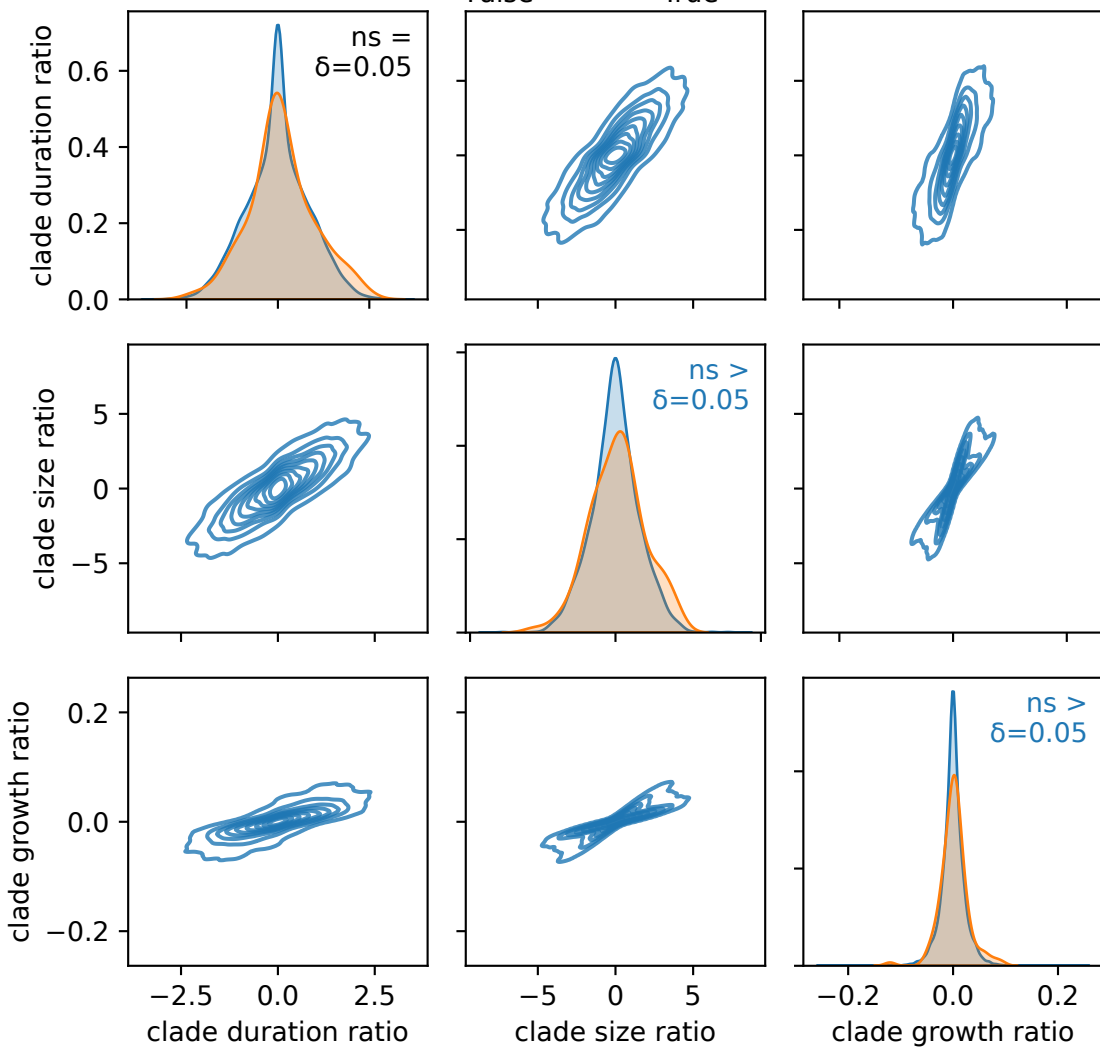 clade duration ratio
0.6
0.4
0.2
0.0
ns =
δ=0.05
clade size ratio
5
0
−5
ns >
δ=0.05
clade growth ratio
0.2
0.0
−0.2
ns >
δ=0.05
−2.5 0.0 2.5
−5 0 5
−0.2 0.0 0.2
clade duration ratio
clade size ratio
clade growth ratio